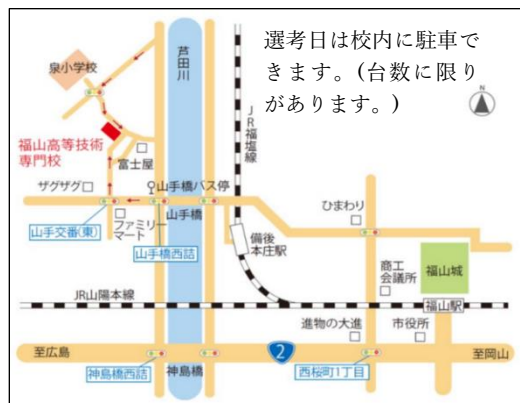 選考日は校内に駐車で
きます。(台数に限り
があります。)
N
泉小学校
芦田川
JR福塩線
福山高等技術
専門校
富士屋
ザグザグ
山手橋バス停
ひまわり
山手橋
ファミリー
マート
山手交番(東)
山手橋西詰
備後
本庄駅
商工
会議所
福山城
JR山陽本線
福山駅
進物の大進
市役所
至広島
2
至岡山
神島橋西詰
神島橋
西桜町1丁目